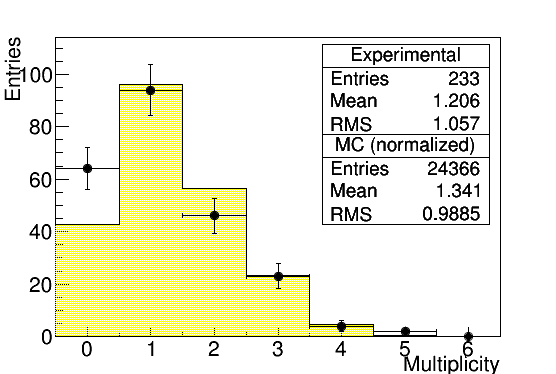 Entries
Experimental
Entries 233
Mean 1.206
RMS 1.057
MC (normalized)
Entries 24366
Mean 1.341
RMS 0.9885
100
80
60
40
20
0
0 1 2 3 4 5 6
Multiplicity